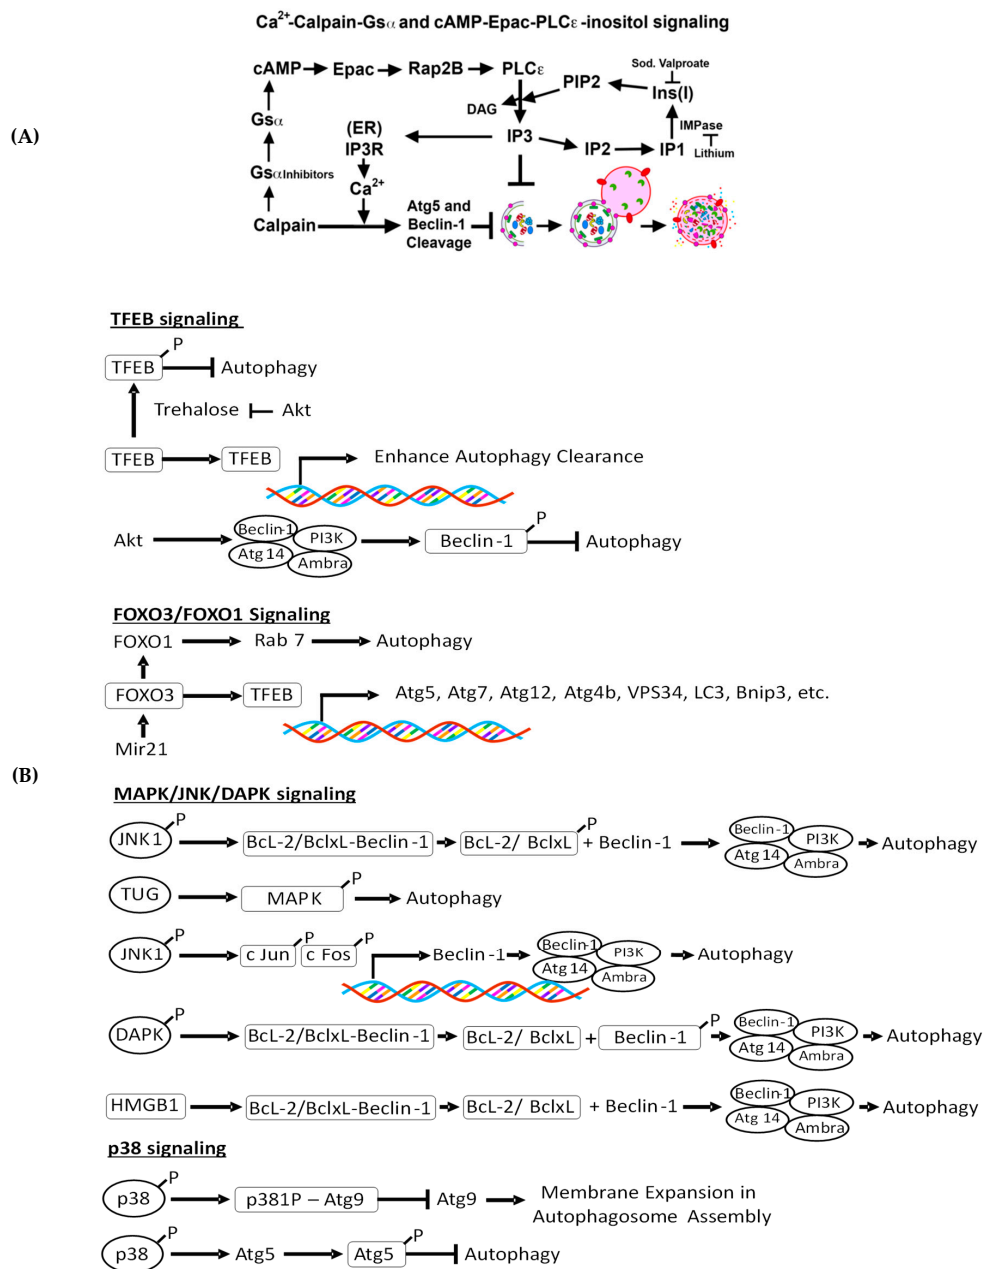 Ca2+-Calpain-Gsα and cAMP-Epac-PLCε -inositol signaling
(A)
cAMP Epac Rap2B PLCε
Sod. Valproate
PIP2 Ins(I)
DAG
Gsα
(ER)
IP3R
IP3
IMPase
IP2 IP1
Lithium
Gsα Inhibitors
Ca2+
Calpain
Atg5 and
Beclin-1
Cleavage
TFEB signaling
P
TFEB Autophagy
Trehalose Akt
TFEB TFEB Enhance Autophagy Clearance
Akt Beclin-1 PI3K Atg 14 Ambra P Beclin -1 Autophagy
FOXO3/FOXO1 Signaling
FOXO1 Rab 7 Autophagy
FOXO3 TFEB Atg5, Atg7, Atg12, Atg4b, VPS34, LC3, Bnip3, etc.
Mir21
(B)
MAPK/JNK/DAPK signaling
JNK1 P BcL-2/BclxL-Beclin -1 BcL-2/ BclxL P + Beclin -1 Beclin -1 PI3K Atg 14 Ambra Autophagy
TUG MAPK P Autophagy
JNK1 P c Jun P c Fos P Beclin -1 Beclin-1 PI3K Atg 14 Ambra Autophagy
DAPK P BcL-2/BclxL-Beclin -1 BcL-2/ BclxL + Beclin -1 P Beclin -1 PI3K Atg 14 Ambra Autophagy
HMGB1 BcL-2/BclxL-Beclin -1 BcL-2/ BclxL + Beclin -1 Beclin-1 PI3K Atg 14 Ambra Autophagy
p38 signaling
p38 P p381P – Atg9 Atg9 Membrane Expansion in
Autophagosome Assembly
p38 P Atg5 Atg5 P Autophagy